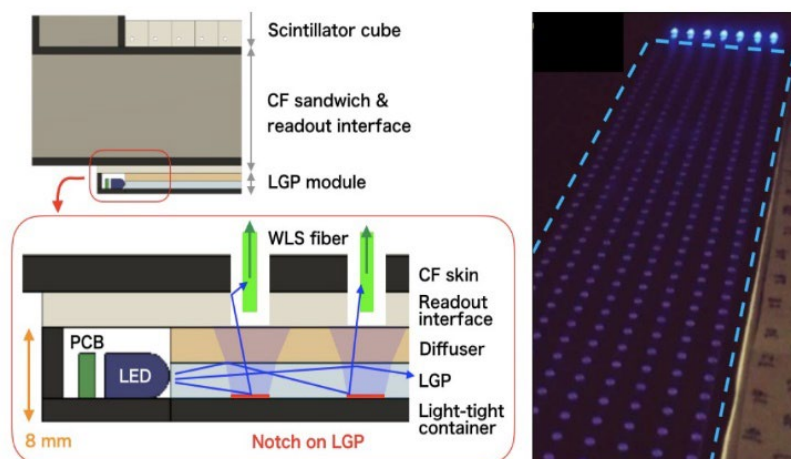 Scintillator cube
CF sandwich &
readout interface
LGP module
WLS fiber
CF skin
Readout
interface
PCB
Diffuser
LED
LGP
8 mm
Notch on LGP
Light-tight
container